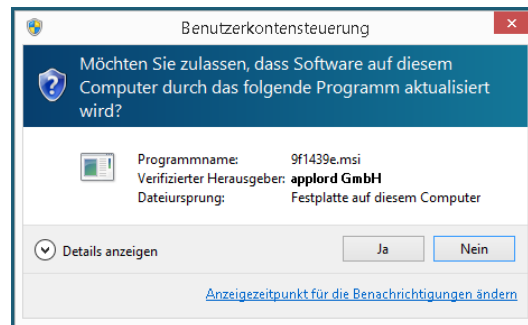 Benutzerkontensteuerung
Möchten Sie zulassen, dass Software auf diesem
Computer durch das folgende Programm aktualisiert
wird?
Programmname: 9f1439e.msi
Verifizierter Herausgeber: applord GmbH
Dateiursprung: Festplatte auf diesem Computer
Details anzeigen Ja Nein
Anzeigezeitpunkt für die Benachrichtigungen ändern